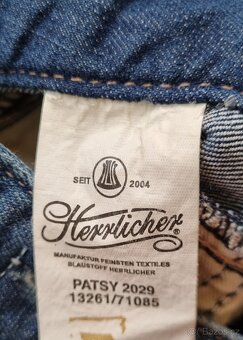 SEIT 2004
Herrlicher®
MANUFAKTUR FEINSTEN TEXTILES
BLAUSTOFF HERRLICHER
PATSY 2029
13261/71085